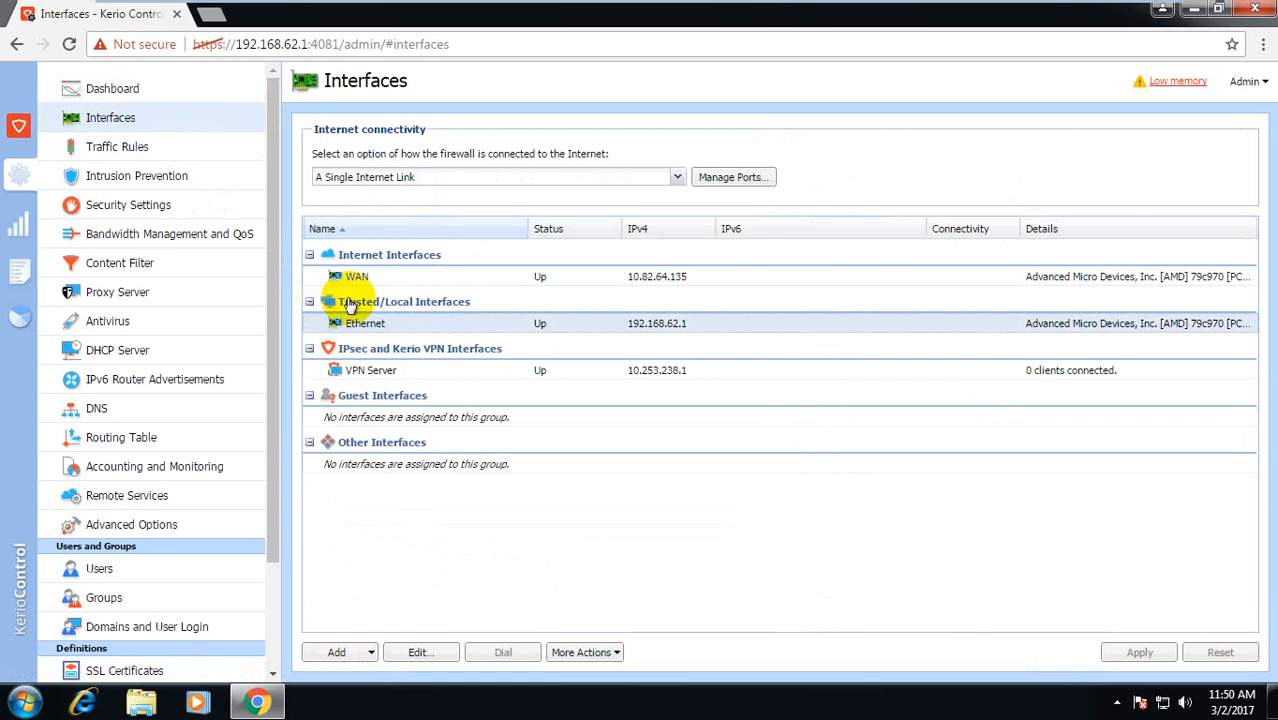 Interfaces - Kerio Contro
Not secure
https://192.168.62.1:4081/admin/#interfaces
Dashboard
Interfaces
Traffic Rules
Intrusion Prevention
Security Settings
Bandwidth Management and QoS
Content Filter
Proxy Server
Antivirus
DHCP Server
IPv6 Router Advertisements
DNS
Routing Table
Accounting and Monitoring
Remote Services
Advanced Options
Users and Groups
Users
Groups
Domains and User Login
Definitions
SSL Certificates
KerioControl
Interfaces
Low memory
Admin
Internet connectivity
Select an option of how the firewall is connected to the Internet:
A Single Internet Link
Manage Ports...
Name Status IPv4 IPv6 Connectivity Details
Internet Interfaces
WAN Up 10.82.64.135 Advanced Micro Devices, Inc. [AMD] 79c970 [PC...
Trusted/Local Interfaces
Ethernet Up 192.168.62.1 Advanced Micro Devices, Inc. [AMD] 79c970 [PC...
IPsec and Kerio VPN Interfaces
VPN Server Up 10.253.238.1 0 clients connected.
Guest Interfaces
No interfaces are assigned to this group.
Other Interfaces
No interfaces are assigned to this group.
Add Edit... Dial More Actions Apply Reset
11:50 AM
3/2/2017